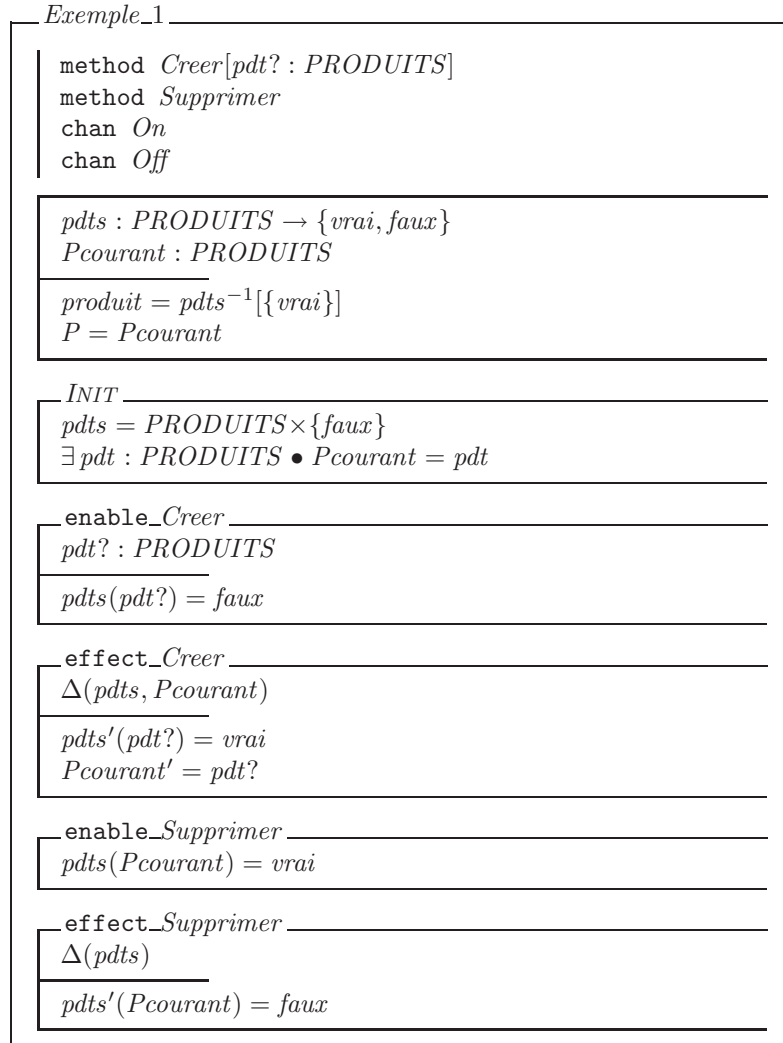 Exemple_1
method Creer[pdt? : PRODUITS]
method Supprimer
chan On
chan Off
pdts : PRODUITS → {vrai, faux}
Pcourant : PRODUITS
produit = pdts⁻¹[{vrai}]
P = Pcourant
INIT
pdts = PRODUITS×{faux}
∃ pdt : PRODUITS • Pcourant = pdt
enable_Creer
pdt? : PRODUITS
pdts(pdt?) = faux
effect_Creer
Δ(pdts, Pcourant)
pdts′(pdt?) = vrai
Pcourant′ = pdt?
enable_Supprimer
pdts(Pcourant) = vrai
effect_Supprimer
Δ(pdts)
pdts′(Pcourant) = faux